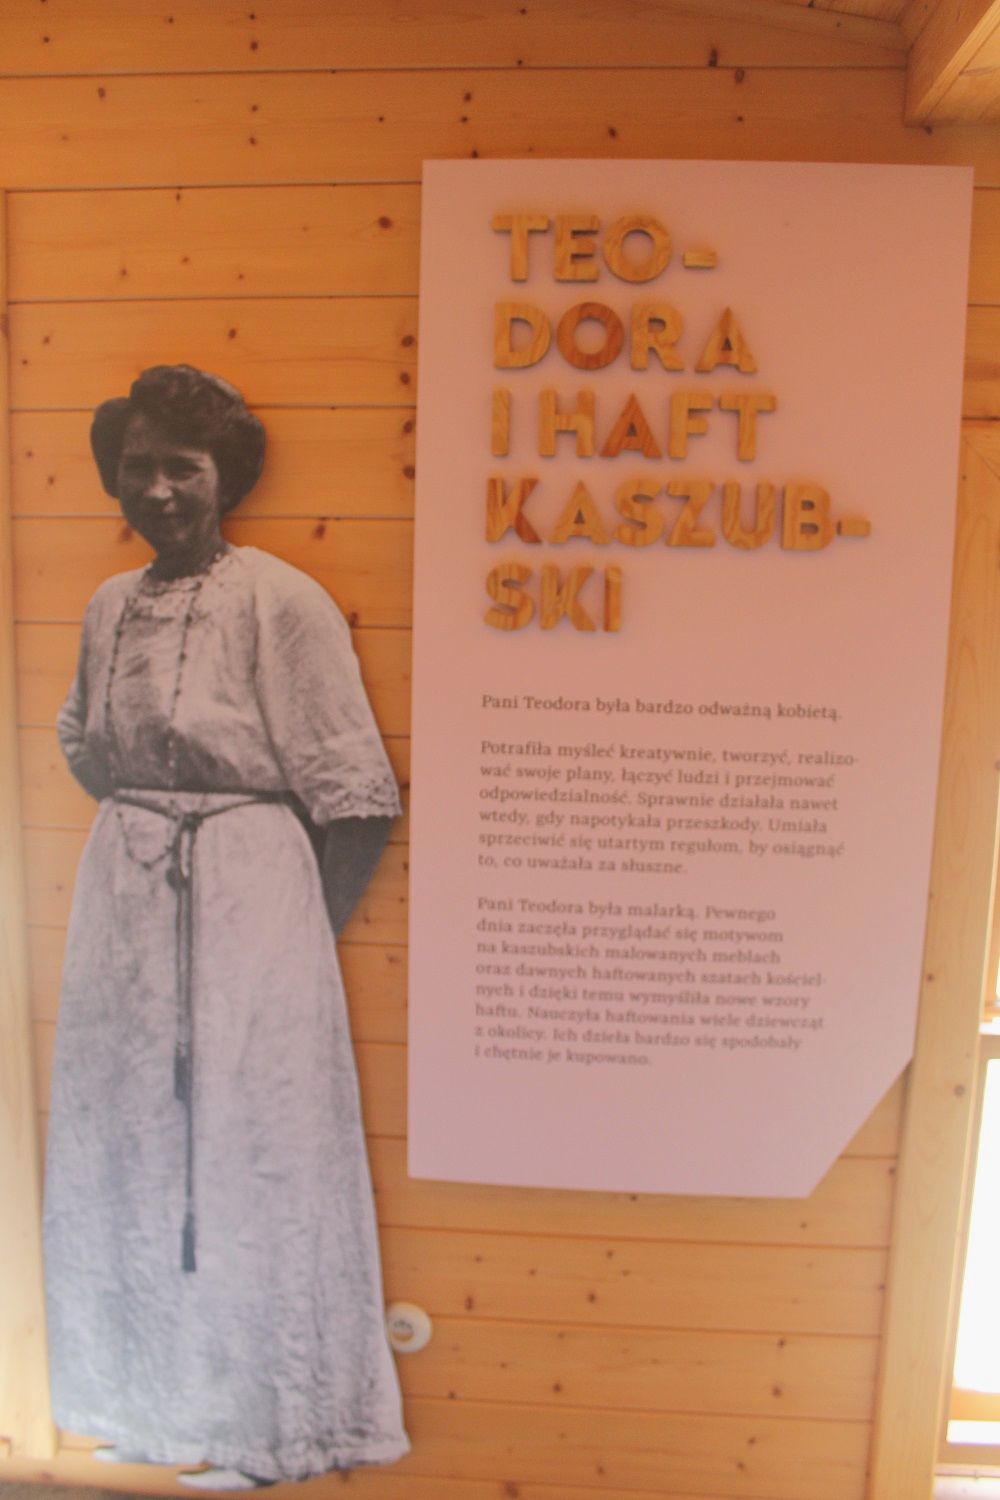 TEO-
DORA
I HAFT
KASZUB-
SKI
Pani Teodora była bardzo odważną kobietą.
Potrafiła myśleć kreatywnie, tworzyć, realizo-
wać swoje plany, łączyć ludzi i przejmować
odpowiedzialność. Sprawnie działała nawet
wtedy, gdy napotykała przeszkody. Umiała
sprzeciwić się utartym regułom, by osiągnąć
to, co uważała za słuszne.
Pani Teodora była malarką. Pewnego
dnia zaczęła przyglądać się motywom
na kaszubskich malowanych meblach
oraz dawnych haftowanych szatach kościel-
nych i dzięki temu wymyśliła nowe wzory
haftu. Nauczyła haftowania wiele dziewcząt
z okolicy. Ich dzieła bardzo się spodobały
i chętnie je kupowano.